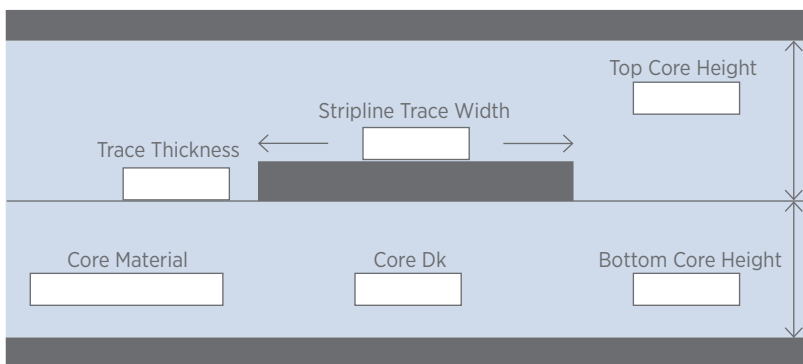 Top Core Height
Stripline Trace Width
Trace Thickness
Core Material
Core Dk
Bottom Core Height